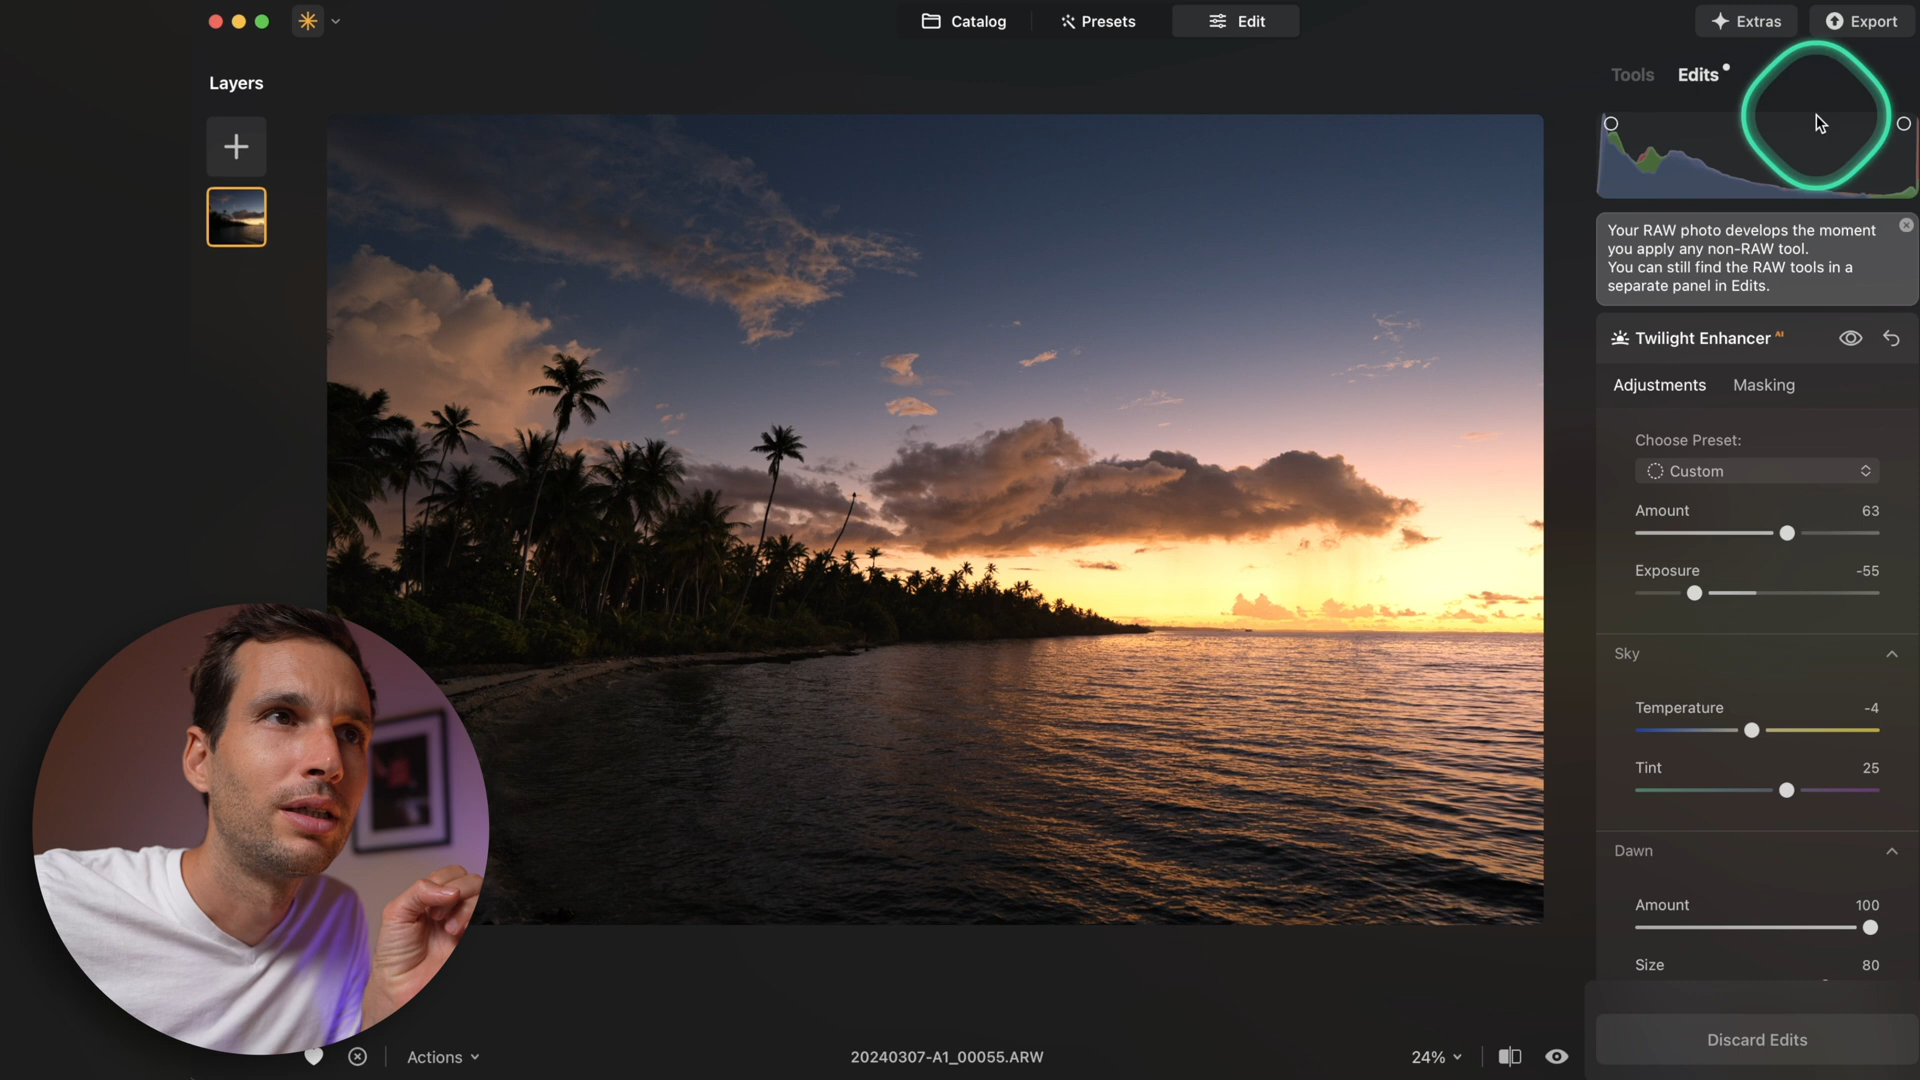 Catalog
Presets
Edit
Extras
Export
Layers
Tools
Edits
Your RAW photo develops the moment
you apply any non-RAW tool.
You can still find the RAW tools in a
separate panel in Edits.
Twilight Enhancer AI
Adjustments
Masking
Choose Preset:
Custom
Amount 63
Exposure -55
Sky
Temperature -4
Tint 25
Dawn
Amount 100
Size 80
Discard Edits
Actions
20240307-A1_00055.ARW
24%